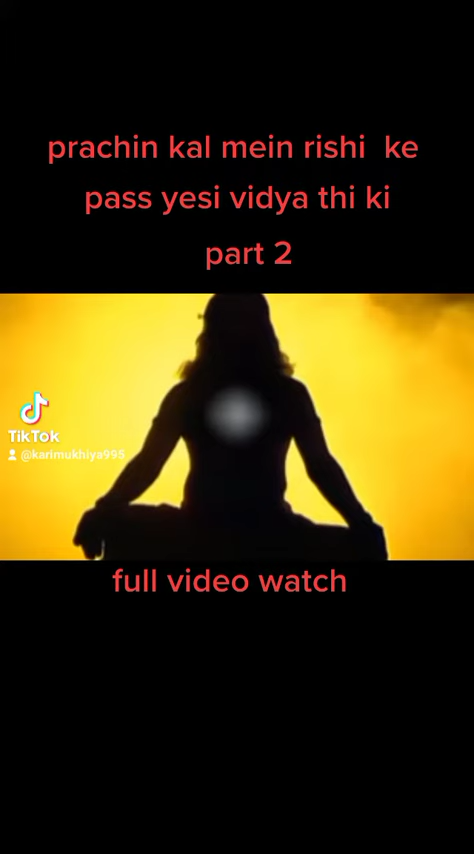 prachin kal mein rishi ke
pass yesi vidya thi ki
part 2
TikTok
@karimukhiya995
full video watch